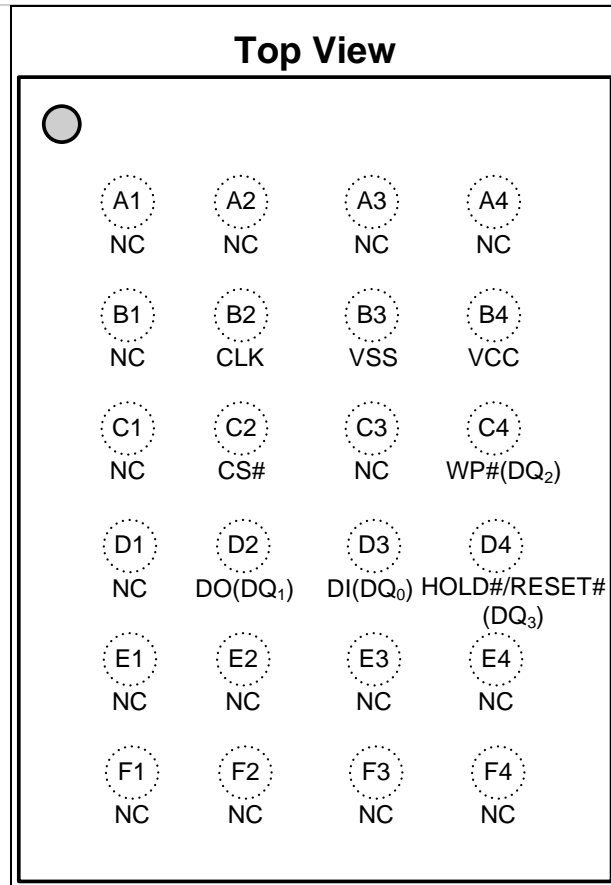 Top View
A1 A2 A3 A4
NC NC NC NC
B1 B2 B3 B4
NC CLK VSS VCC
C1 C2 C3 C4
NC CS# NC WP#(DQ₂)
D1 D2 D3 D4
NC DO(DQ₁) DI(DQ₀) HOLD#/RESET#
(DQ₃)
E1 E2 E3 E4
NC NC NC NC
F1 F2 F3 F4
NC NC NC NC